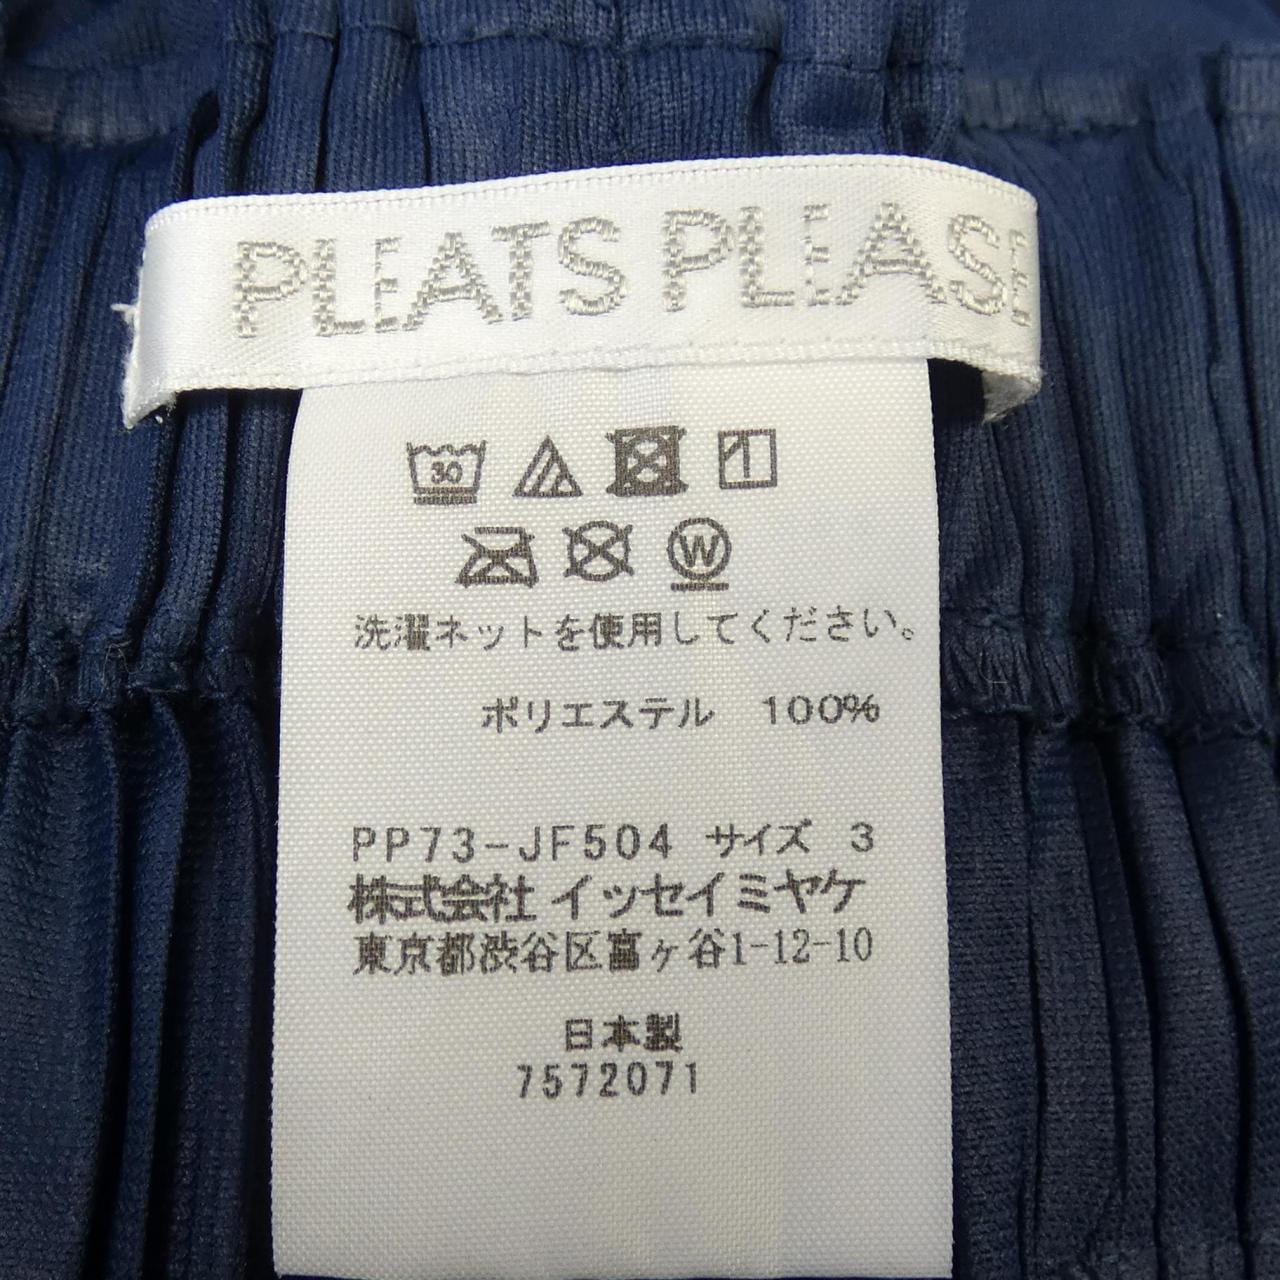 PLEATS PLEASE
30
W
洗濯ネットを使用してください。
ポリエステル 100%
PP73-JF504 サイズ 3
株式会社 イッセイミヤケ
東京都渋谷区富ヶ谷1-12-10
日本製
7572071